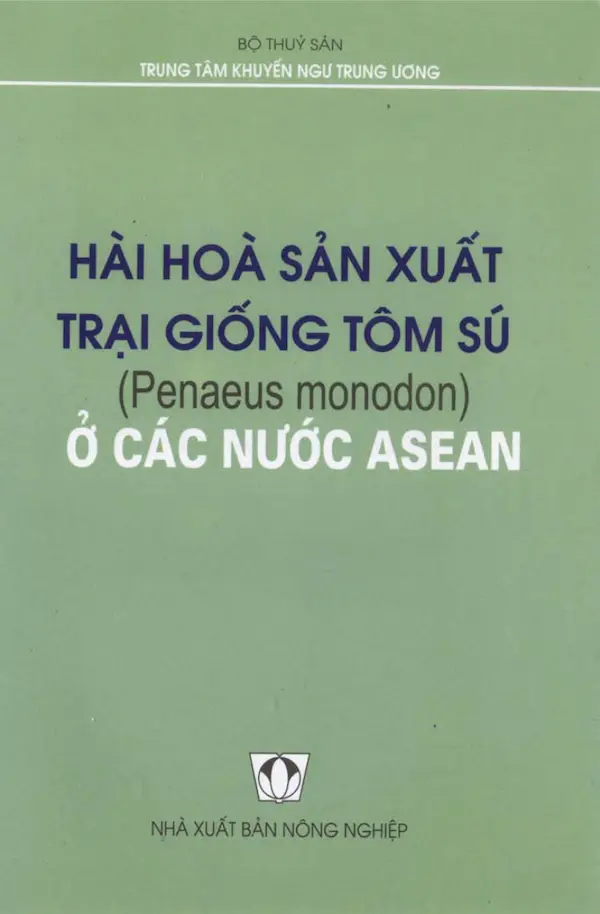 BỘ THUỶ SẢN
TRUNG TÂM KHUYẾN NGƯ TRUNG ƯƠNG
HÀI HOÀ SẢN XUẤT
TRẠI GIỐNG TÔM SÚ
(Penaeus monodon)
Ở CÁC NƯỚC ASEAN
NHÀ XUẤT BẢN NÔNG NGHIỆP